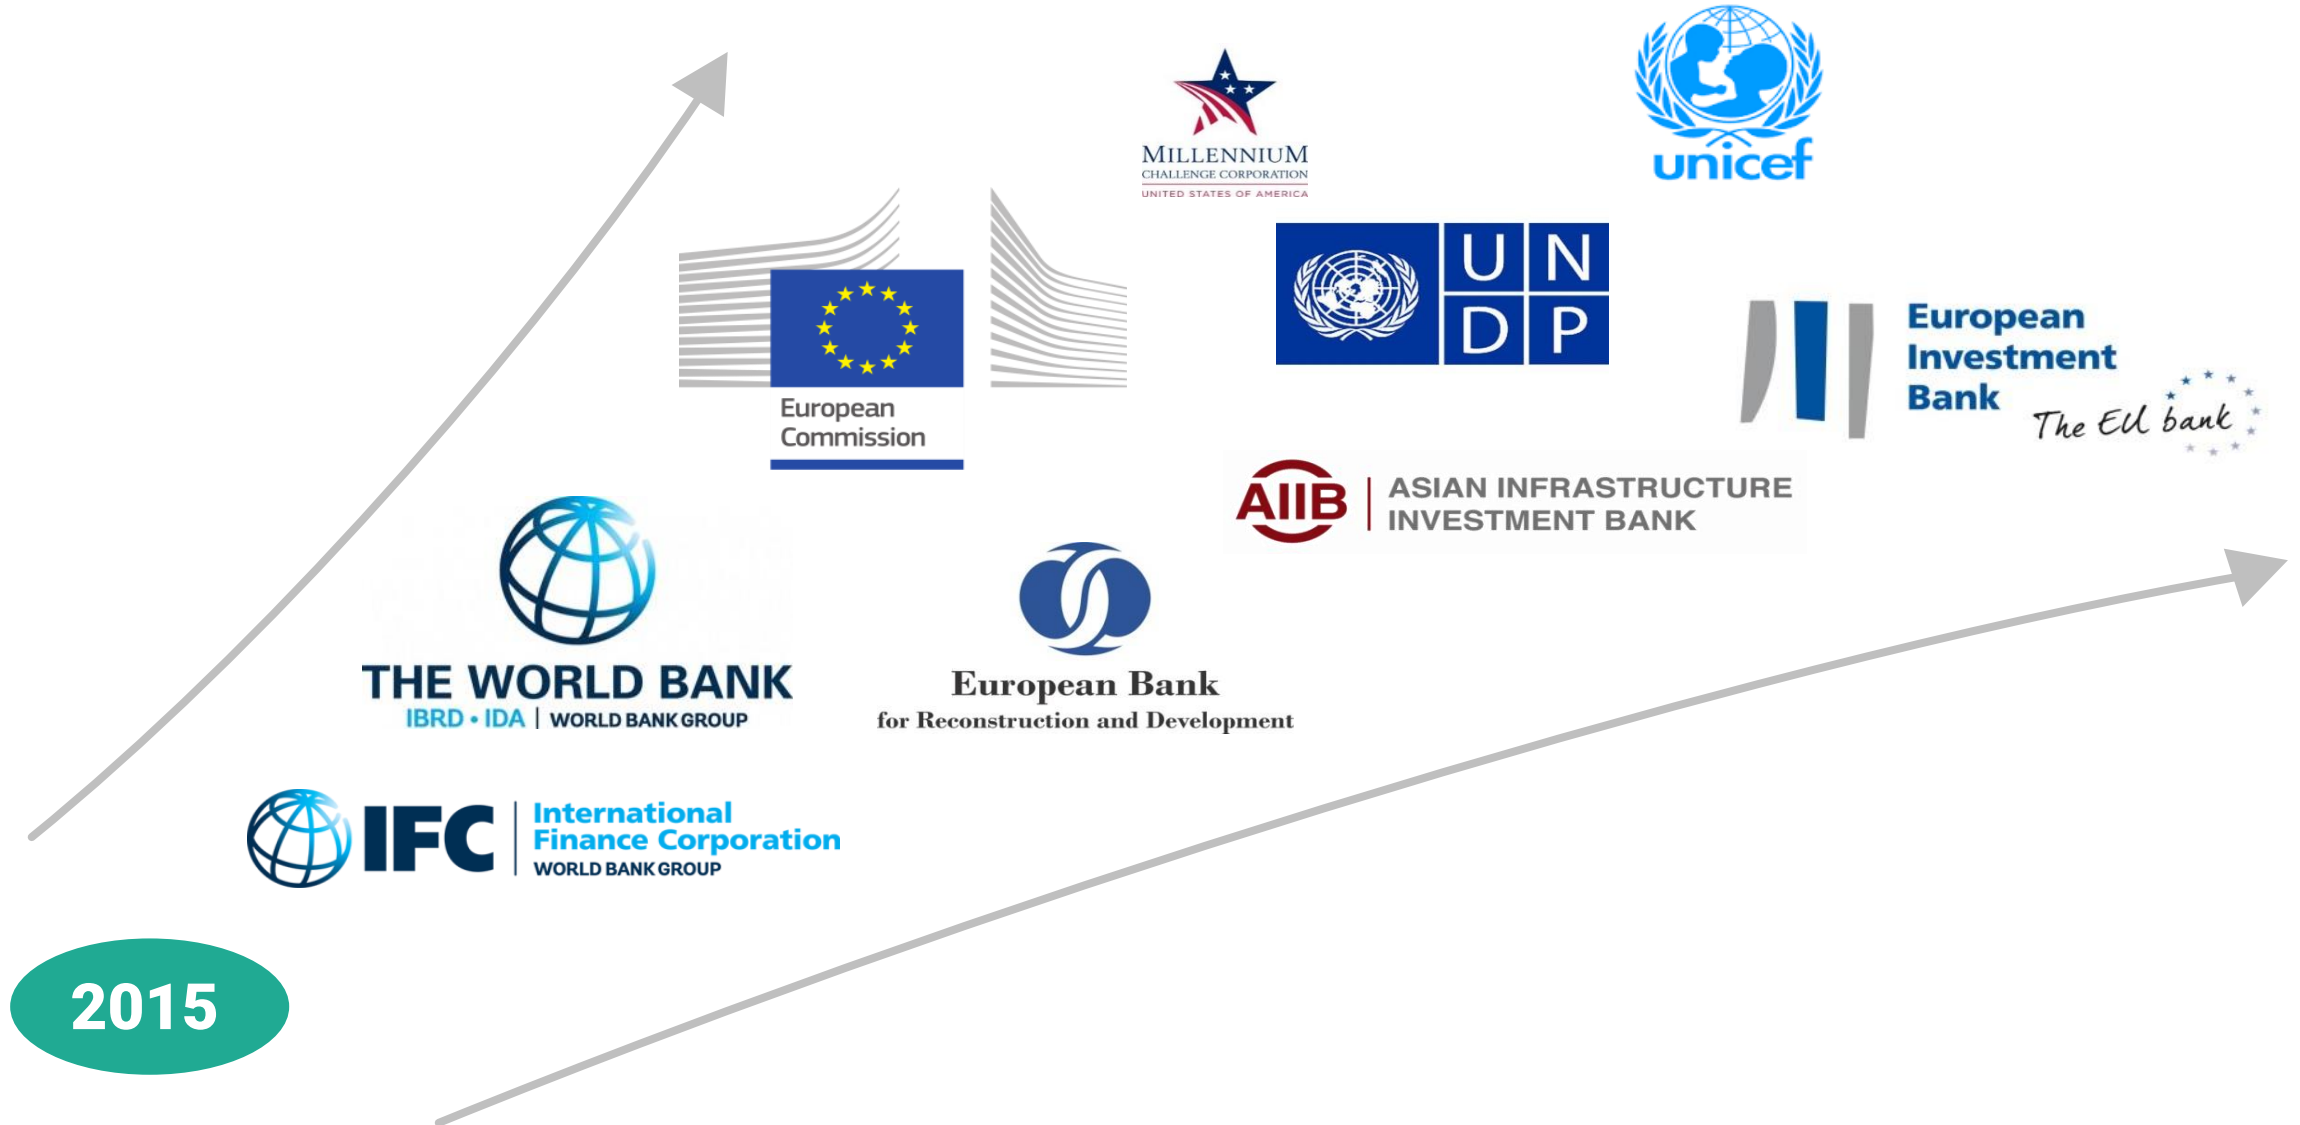 MILLENNIUM
CHALLENGE CORPORATION
UNITED STATES OF AMERICA
unicef
European
Commission
U N
D P
European
Investment
Bank
The EU bank
AIIB
ASIAN INFRASTRUCTURE
INVESTMENT BANK
THE WORLD BANK
IBRD • IDA | WORLD BANK GROUP
European Bank
for Reconstruction and Development
IFC
International
Finance Corporation
WORLD BANK GROUP
2015